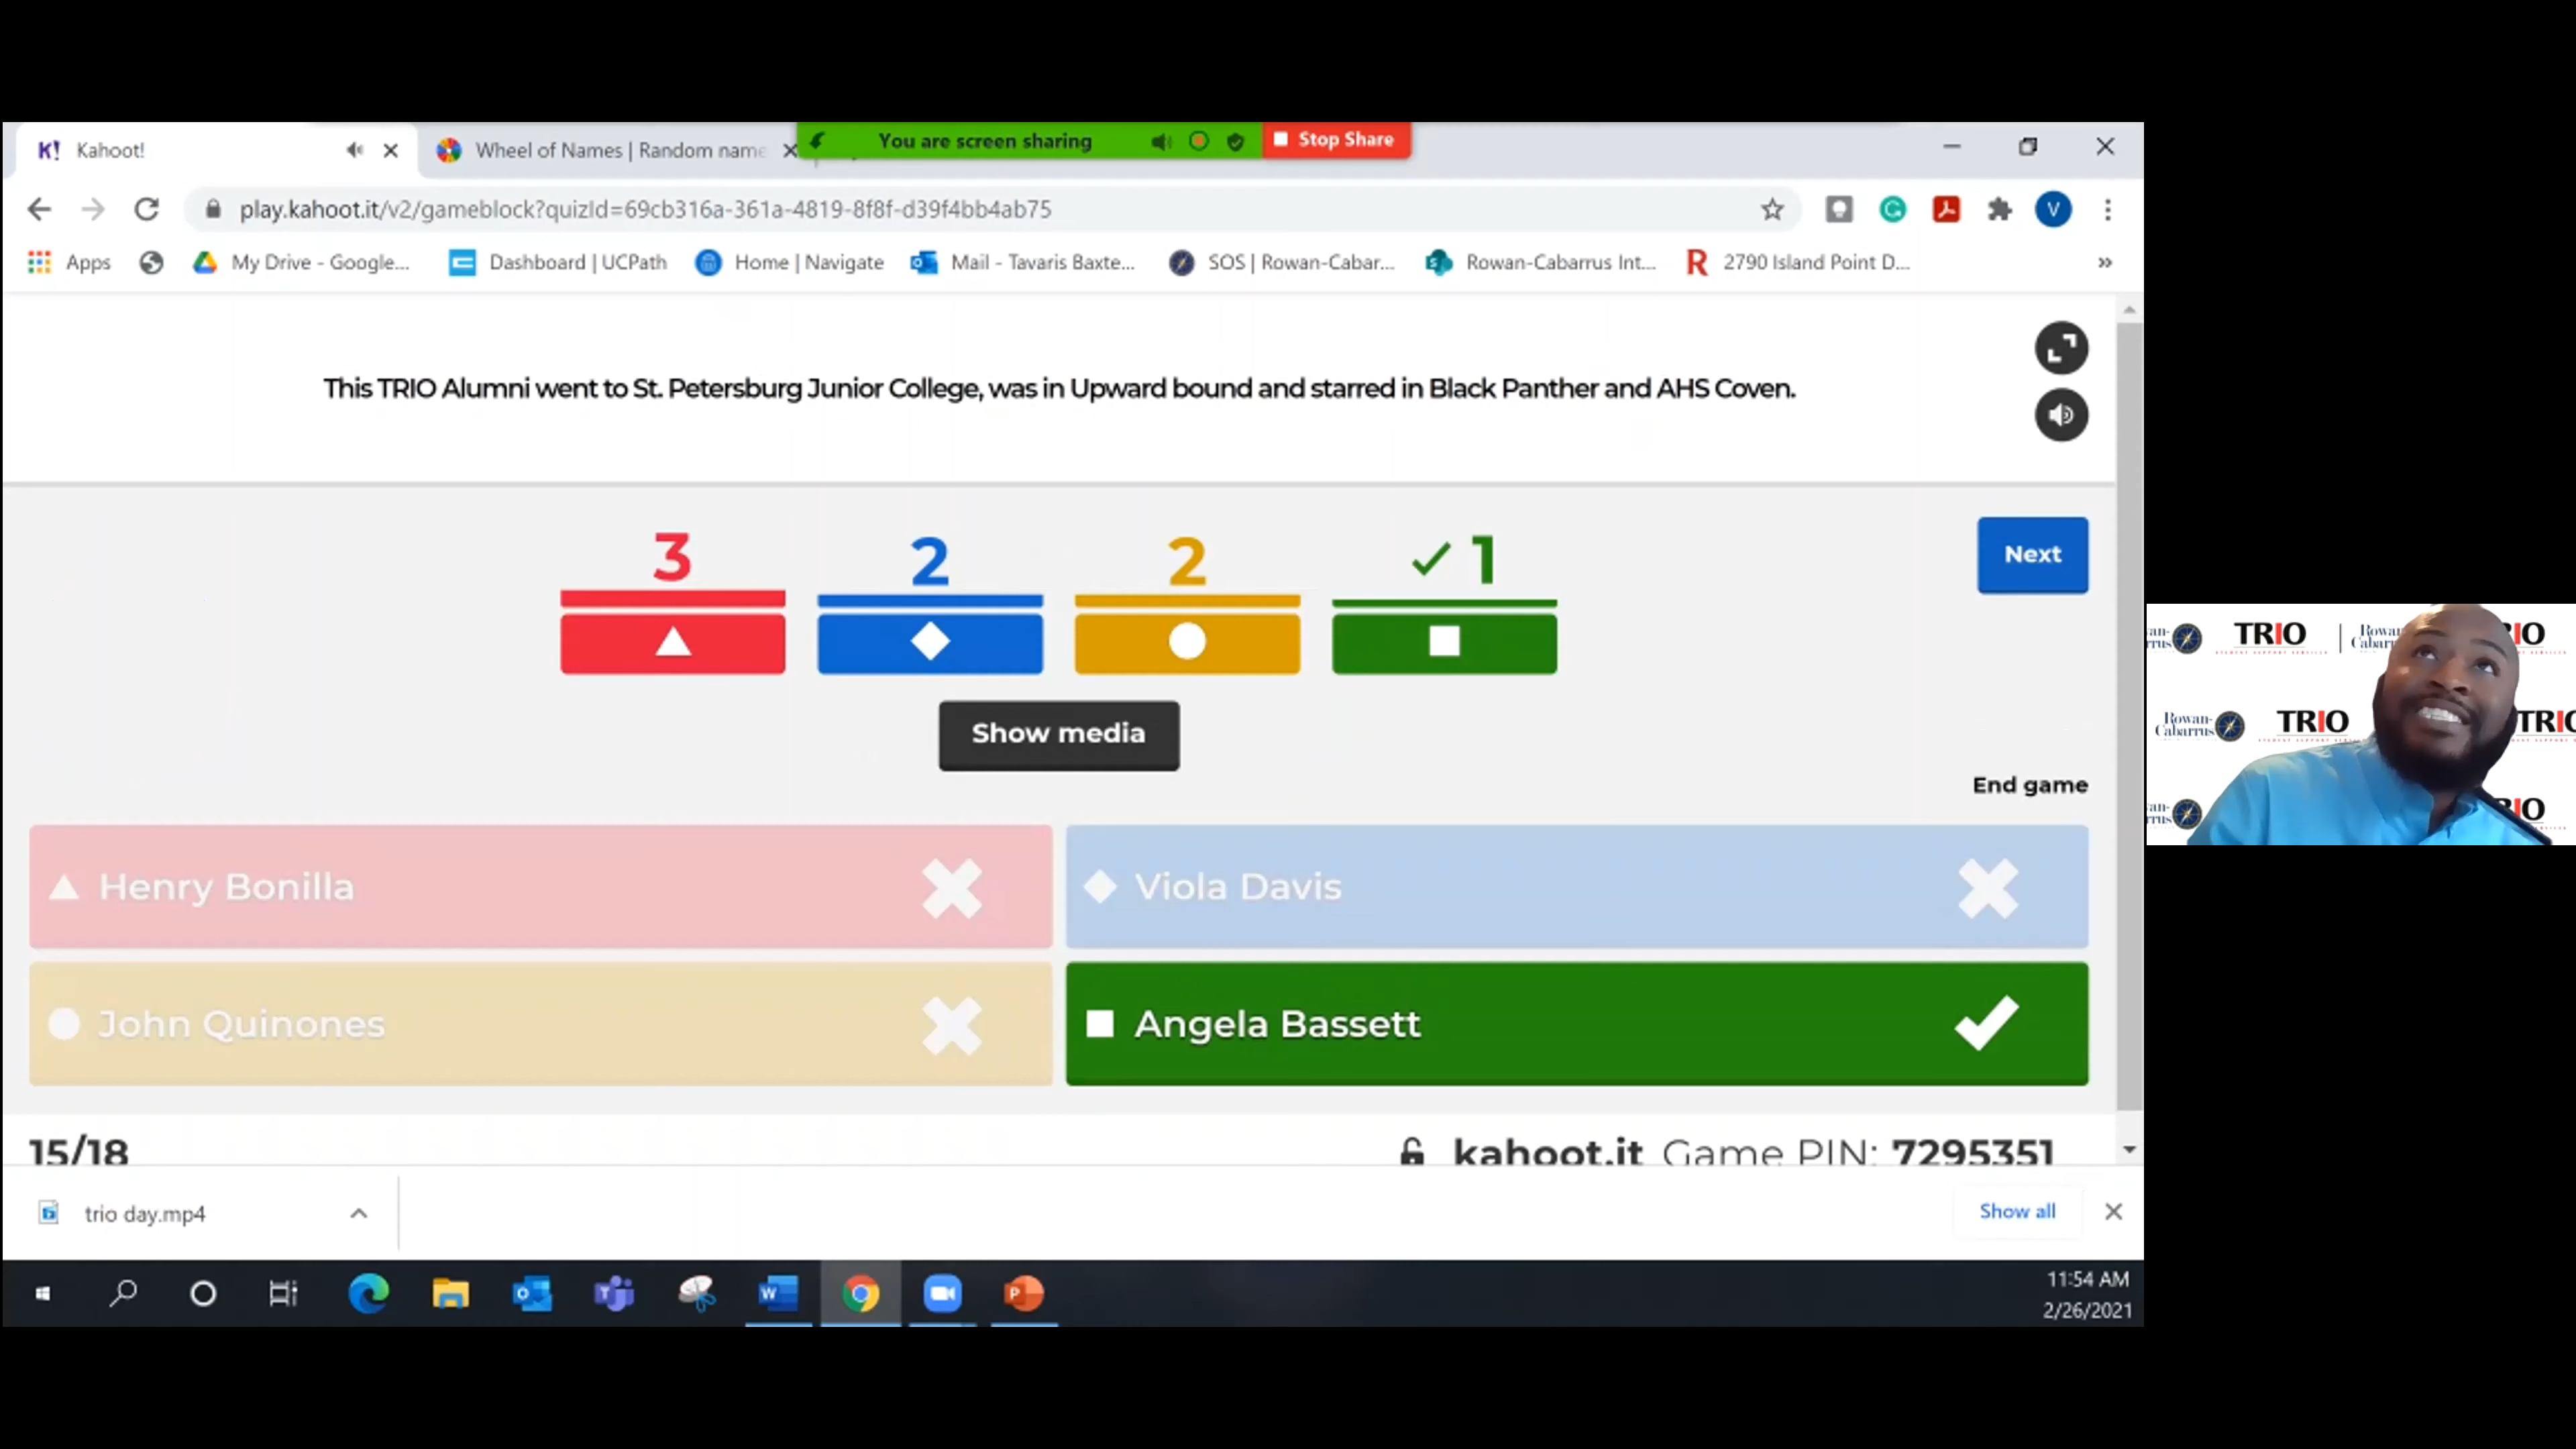 Kahoot!
Wheel of Names | Random name
You are screen sharing
Stop Share
play.kahoot.it/v2/gameblock?quizId=69cb316a-361a-4819-8f8f-d39f4bb4ab75
V
Apps
My Drive - Google...
Dashboard | UCPath
Home | Navigate
Mail - Tavaris Baxte...
SOS | Rowan-Cabar...
Rowan-Cabarrus Int...
R 2790 Island Point D...
This TRIO Alumni went to St. Petersburg Junior College, was in Upward bound and starred in Black Panther and AHS Coven.
3
2
2
1
Next
Show media
End game
Henry Bonilla
Viola Davis
John Quinones
Angela Bassett
15/18
kahoot.it Game PIN: 7295351
trio day.mp4
Show all
11:54 AM
2/26/2021
TRIO
Rowan-
Cabarrus
TRIO
TRIO